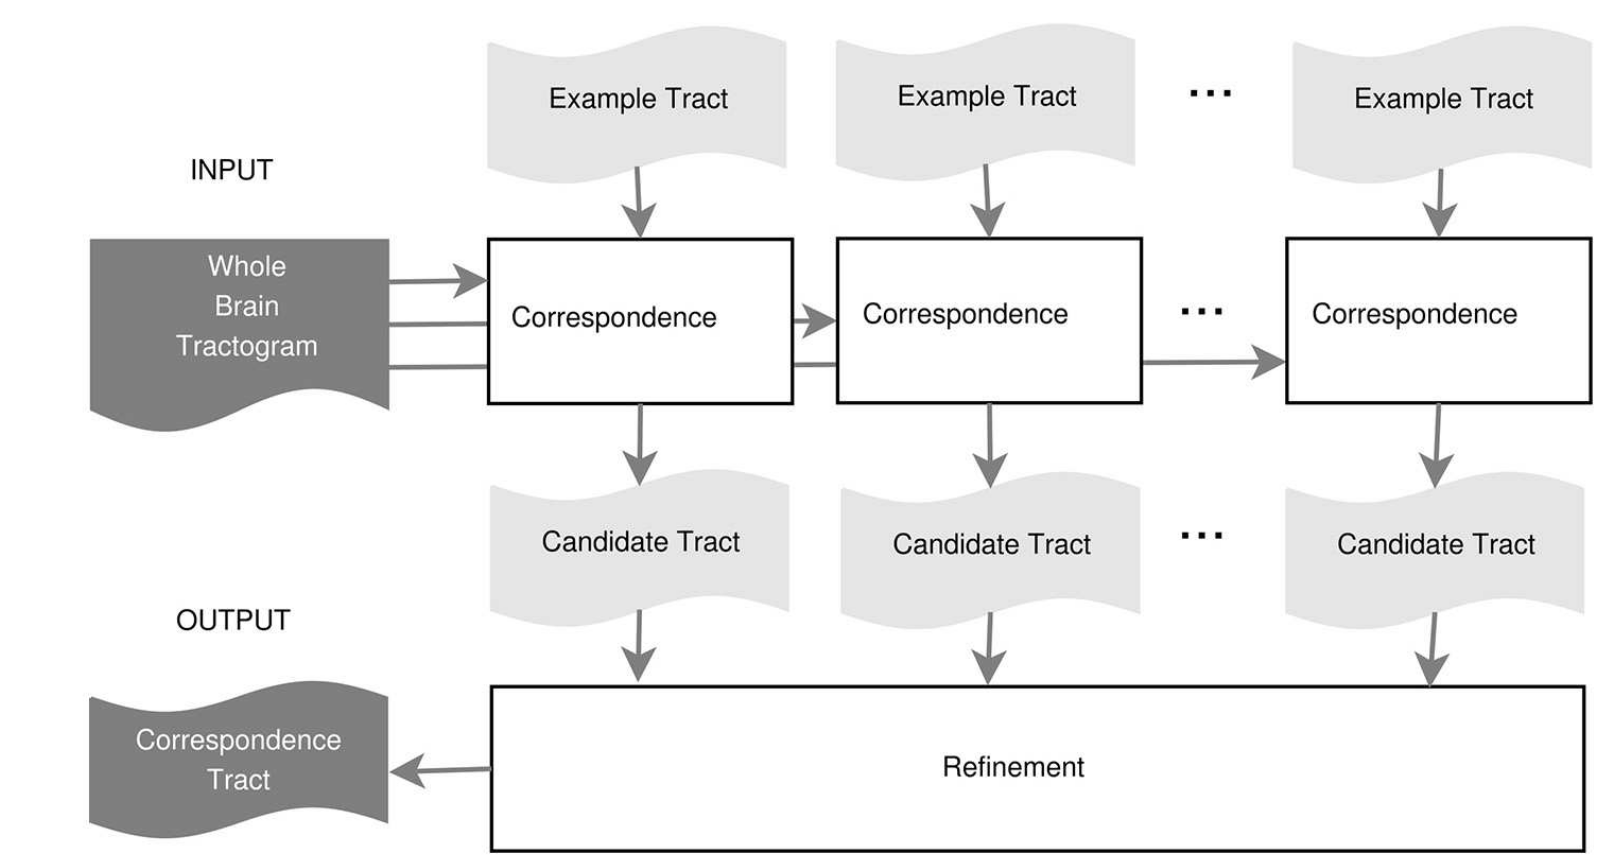 Example Tract
Example Tract
...
Example Tract
INPUT
Whole
Brain
Tractogram
Correspondence
Correspondence
...
Correspondence
Candidate Tract
Candidate Tract
...
Candidate Tract
OUTPUT
Correspondence
Tract
Refinement